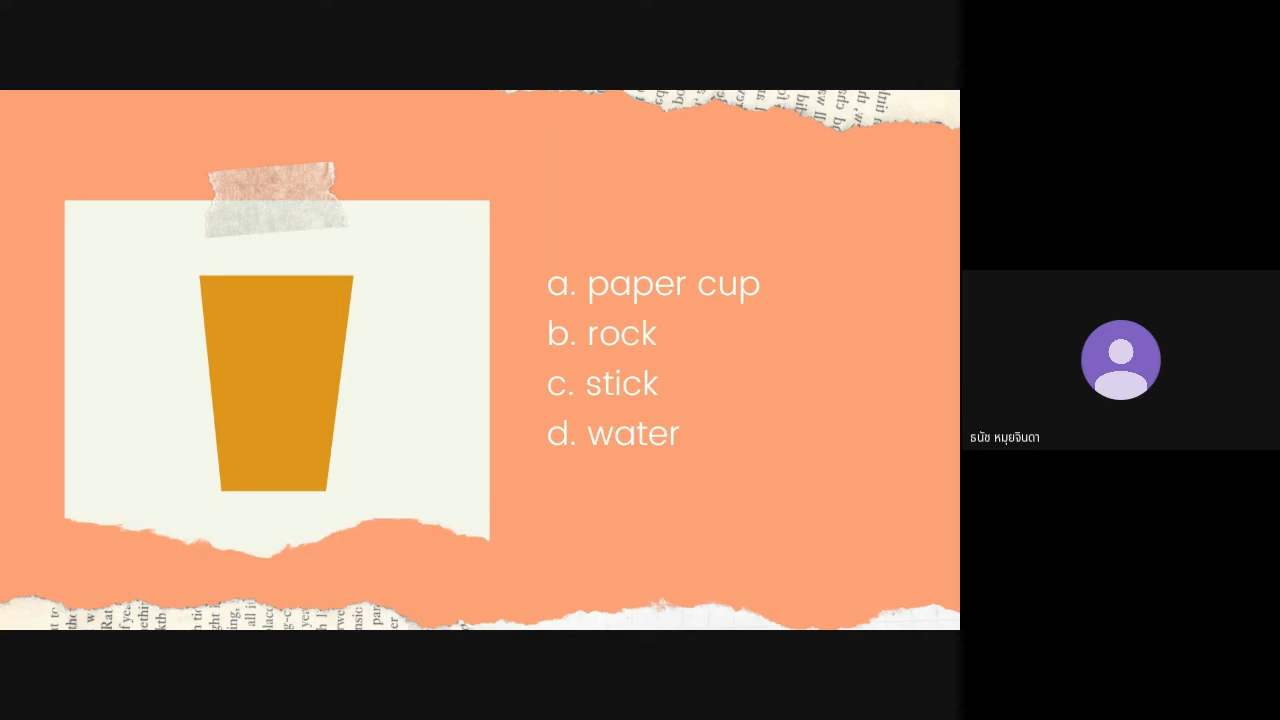 a. paper cup
b. rock
c. stick
d. water
ธนัช หมุยจินดา